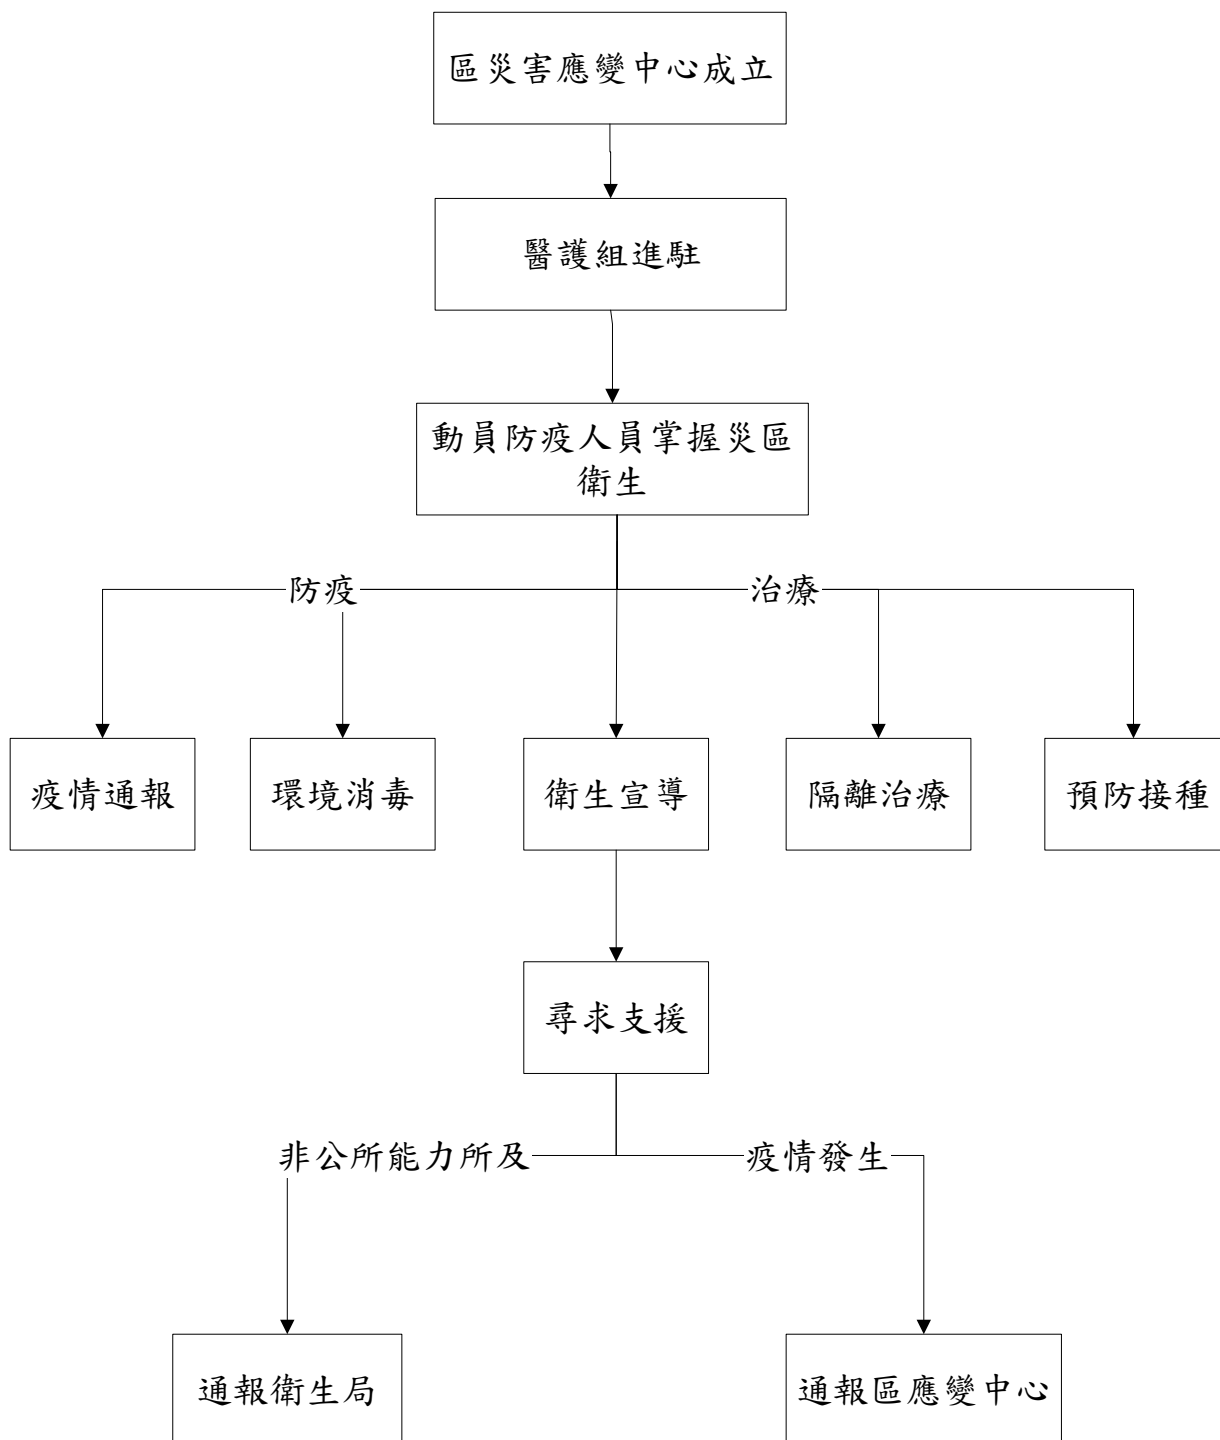 區災害應變中心成立
醫護組進駐
動員防疫人員掌握災區
衛生
防疫
治療
疫情通報
環境消毒
衛生宣導
隔離治療
預防接種
尋求支援
非公所能力所及
疫情發生
通報衛生局
通報區應變中心